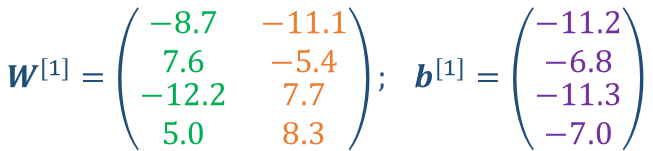 W[1] = (−8.7 −11.1
7.6 −5.4
−12.2 7.7
5.0 8.3) ; b[1] = (−11.2
−6.8
−11.3
−7.0)